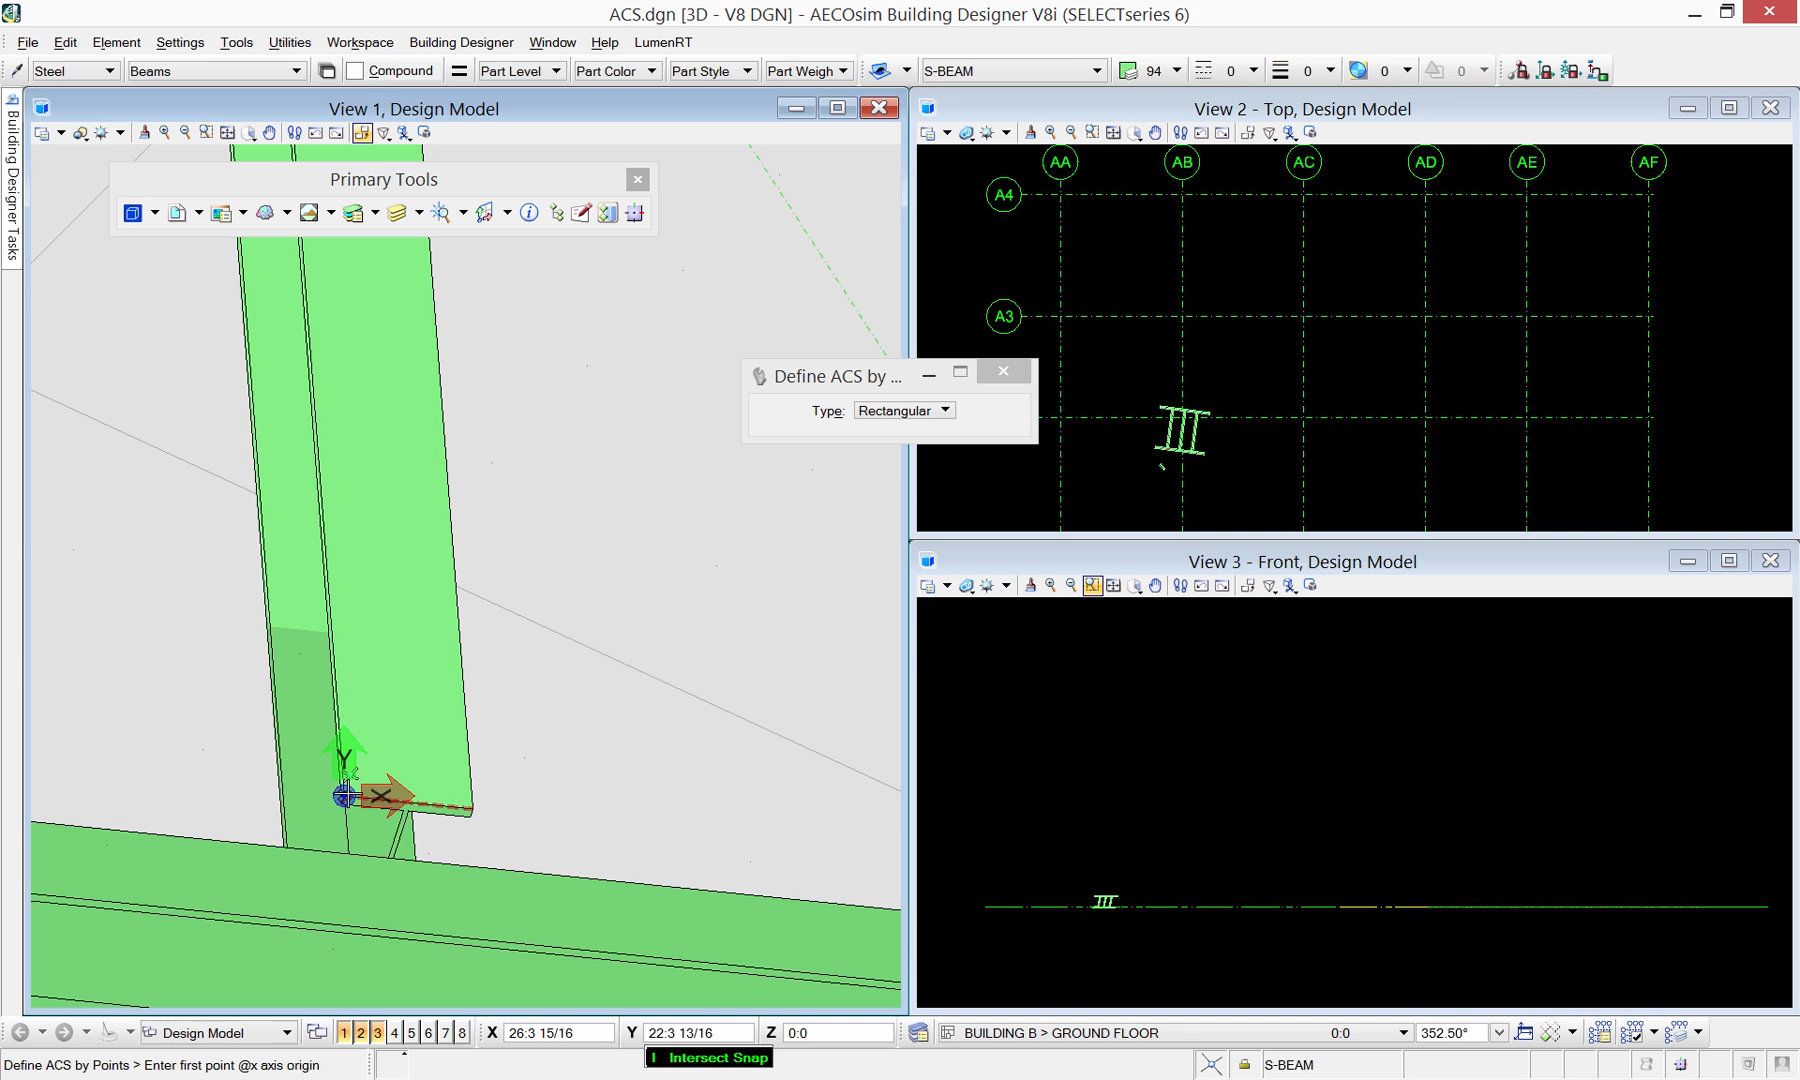 ACS.dgn [3D - V8 DGN] - AECOsim Building Designer V8i (SELECTseries 6)
File Edit Element Settings Tools Utilities Workspace Building Designer Window Help LumenRT
Steel Beams Compound Part Level Part Color Part Style Part Weigh S-BEAM 94 0 0 0 0
Building Designer Tasks
View 1, Design Model
Primary Tools
Y
X
Define ACS by ...
Type: Rectangular
View 2 - Top, Design Model
AA AB AC AD AE AF
A4
A3
View 3 - Front, Design Model
Design Model 1 2 3 4 5 6 7 8 X 26:3 15/16 Y 22:3 13/16 Z 0:0 BUILDING B > GROUND FLOOR 0:0 352.50°
I Intersect Snap
Define ACS by Points > Enter first point @x axis origin S-BEAM